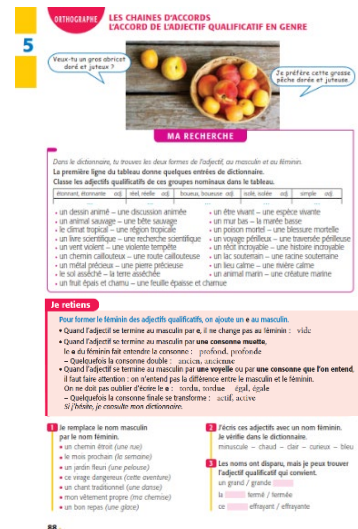 ORTHOGRAPHE
LES CHAINES D'ACCORDS
L'ACCORD DE L'ADJECTIF QUALIFICATIF EN GENRE
5
Veux-tu un gros abricot
doré et juteux ?
Je préfère cette grosse
pêche dorée et juteuse.
MA RECHERCHE
Dans le dictionnaire, tu trouves les deux formes de l'adjectif, au masculin et au féminin.
La première ligne du tableau donne quelques entrées de dictionnaire.
Classe les adjectifs qualificatifs de ces groupes nominaux dans le tableau.
étonnant, étonnante adj réel, réelle adj boueux, boueuse adj isolé, isolée adj simple adj
... ... ... ... ...
• un dessin animé – une discussion animée
• un animal sauvage – une bête sauvage
• le climat tropical – une région tropicale
• un livre scientifique – une recherche scientifique
• un vent violent – une violente tempête
• un chemin caillouteux – une route caillouteuse
• un métal précieux – une pierre précieuse
• le sol asséché – la terre asséchée
• un fruit épais et charnu – une feuille épaisse et charnue
• un être vivant – une espèce vivante
• un mur bas – la marée basse
• un poison mortel – une blessure mortelle
• un voyage périlleux – une traversée périlleuse
• un récit incroyable – une histoire incroyable
• un lac souterrain – une racine souterraine
• un lieu calme – une rivière calme
• un animal marin – une créature marine
Je retiens
Pour former le féminin des adjectifs qualificatifs, on ajoute un e au masculin.
• Quand l'adjectif se termine au masculin par e, il ne change pas au féminin : vide
• Quand l'adjectif se termine au masculin par une consonne muette,
le e du féminin fait entendre la consonne : profond, profonde
– Quelquefois la consonne double : ancien, ancienne
• Quand l'adjectif se termine au masculin par une voyelle ou par une consonne que l'on entend,
il faut faire attention : on n'entend pas la différence entre le masculin et le féminin.
On ne doit pas oublier d'écrire le e : tordu, tordue égal, égale
– Quelquefois la consonne finale se transforme : actif, active
Si j'hésite, je consulte mon dictionnaire.
1 Je remplace le nom masculin
par le nom féminin.
• un chemin étroit (une rue)
• le mois prochain (la semaine)
• un jardin fleuri (une pelouse)
• ce voyage dangereux (cette aventure)
• un chant traditionnel (une danse)
• mon vêtement propre (ma chemise)
• un bon repas (une glace)
2 J'écris ces adjectifs avec un nom féminin.
Je vérifie dans le dictionnaire.
minuscule – chaud – clair – curieux – bleu
3 Les noms ont disparu, mais je peux trouver
l'adjectif qualificatif qui convient.
un grand / grande
la fermé / fermée
ce effrayant / effrayante
88